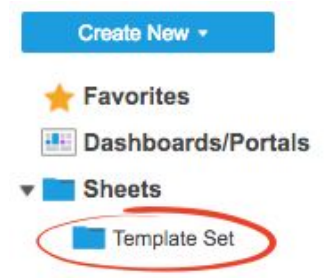 Create New
Favorites
Dashboards/Portals
Sheets
Template Set